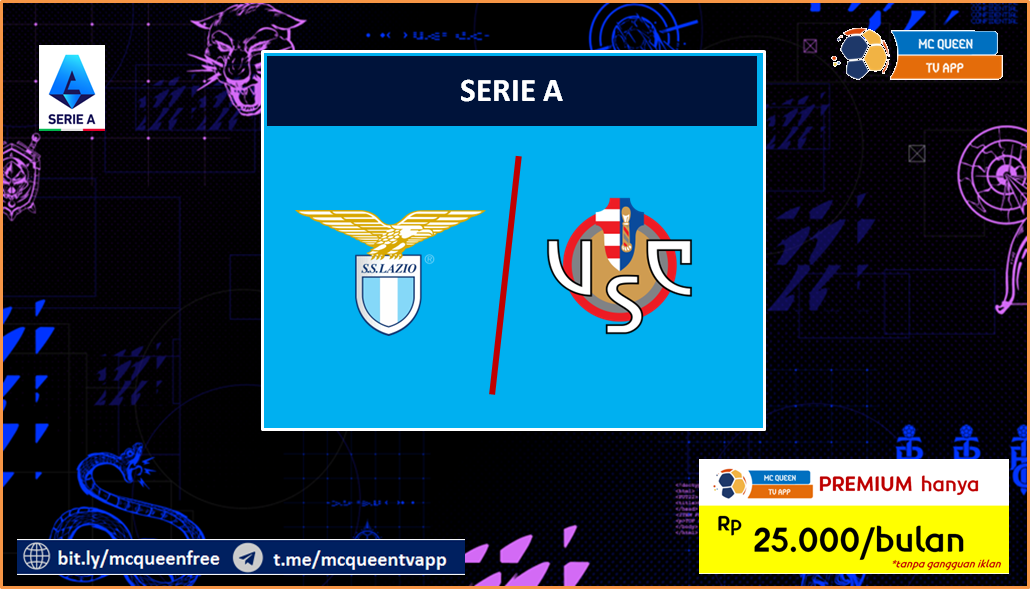 SERIE A
SERIE A
MC QUEEN
TV APP
S.S.LAZIO
®
USC
MC QUEEN
TV APP
PREMIUM hanya
Rp 25.000/bulan
*tanpa gangguan iklan
bit.ly/mcqueenfree
t.me/mcqueentvapp